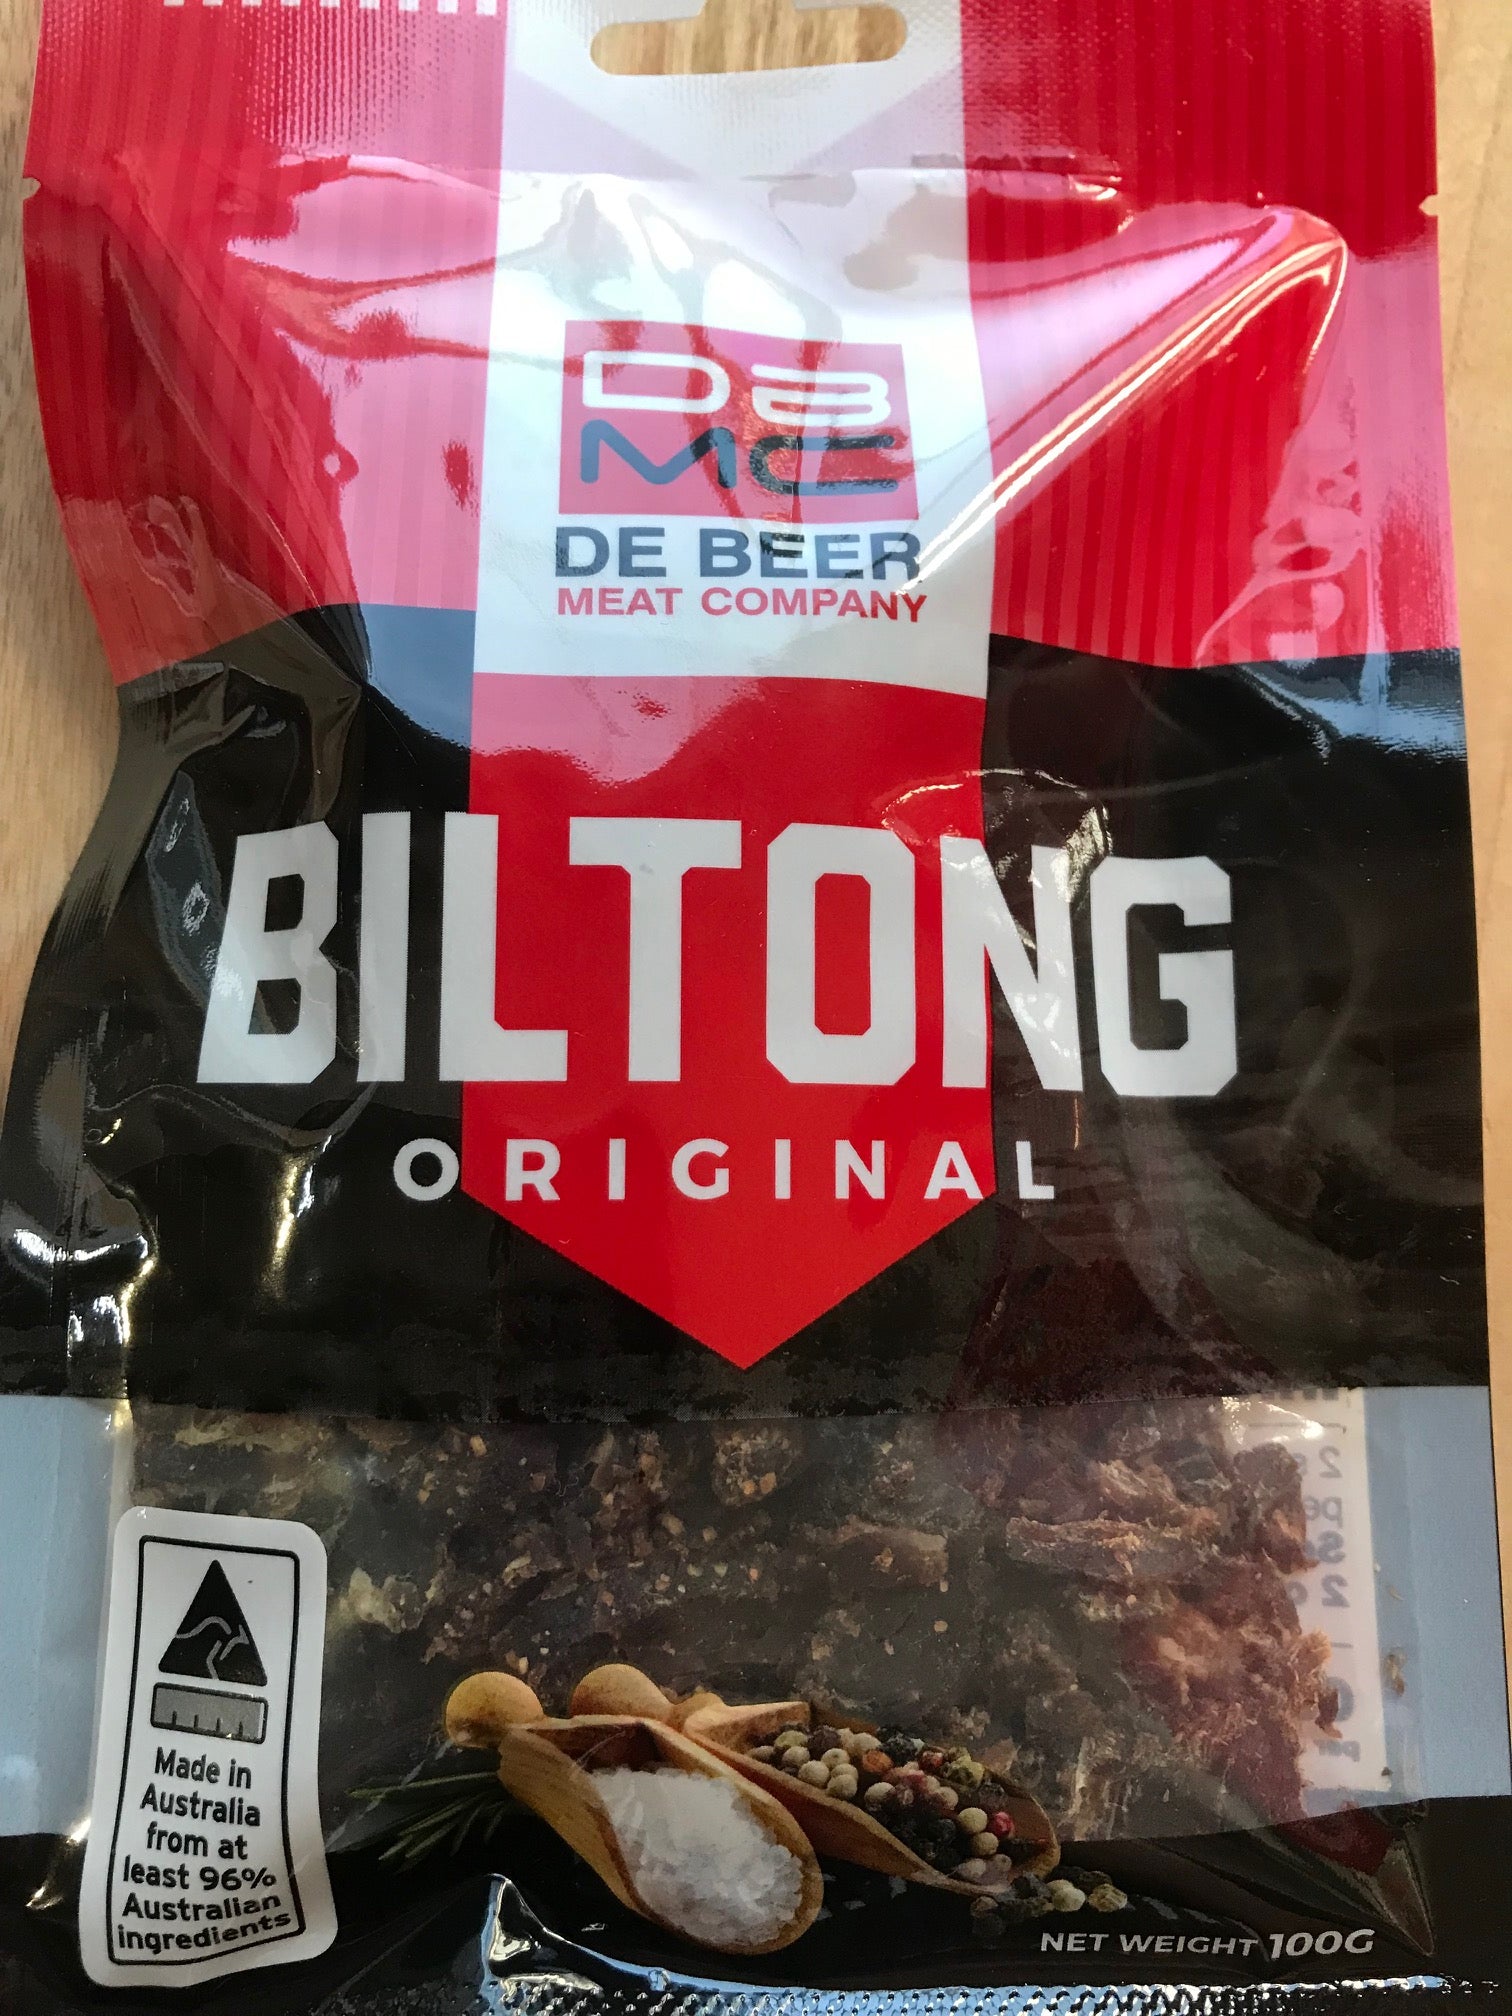 DB
MC
DE BEER
MEAT COMPANY
BILTONG
ORIGINAL
Made in
Australia
from at
least 96%
Australian
ingredients
NET WEIGHT 100G